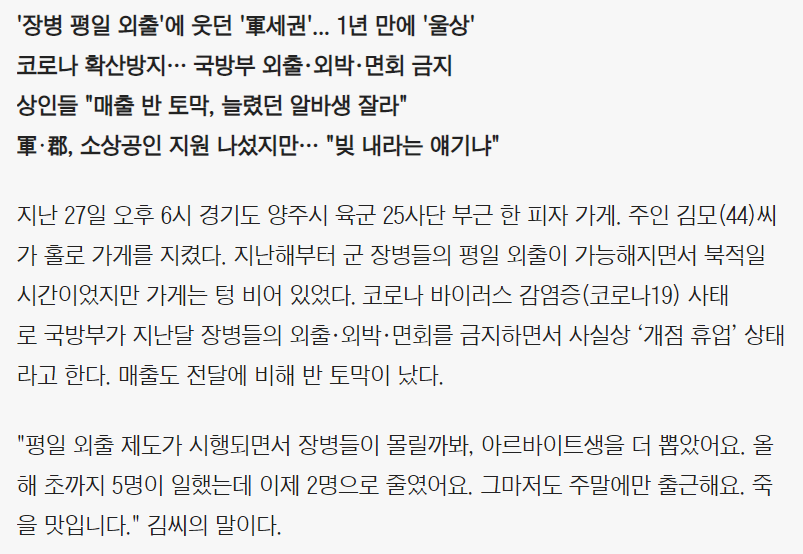 '장병 평일 외출'에 웃던 '軍세권'... 1년 만에 '울상'
코로나 확산방지… 국방부 외출·외박·면회 금지
상인들 "매출 반 토막, 늘렸던 알바생 잘라"
軍·郡, 소상공인 지원 나섰지만… "빚 내라는 얘기냐"
지난 27일 오후 6시 경기도 양주시 육군 25사단 부근 한 피자 가게. 주인 김모(44)씨
가 홀로 가게를 지켰다. 지난해부터 군 장병들의 평일 외출이 가능해지면서 북적일
시간이었지만 가게는 텅 비어 있었다. 코로나 바이러스 감염증(코로나19) 사태
로 국방부가 지난달 장병들의 외출·외박·면회를 금지하면서 사실상 ‘개점 휴업’ 상태
라고 한다. 매출도 전달에 비해 반 토막이 났다.
"평일 외출 제도가 시행되면서 장병들이 몰릴까봐, 아르바이트생을 더 뽑았어요. 올
해 초까지 5명이 일했는데 이제 2명으로 줄였어요. 그마저도 주말에만 출근해요. 죽
을 맛입니다." 김씨의 말이다.